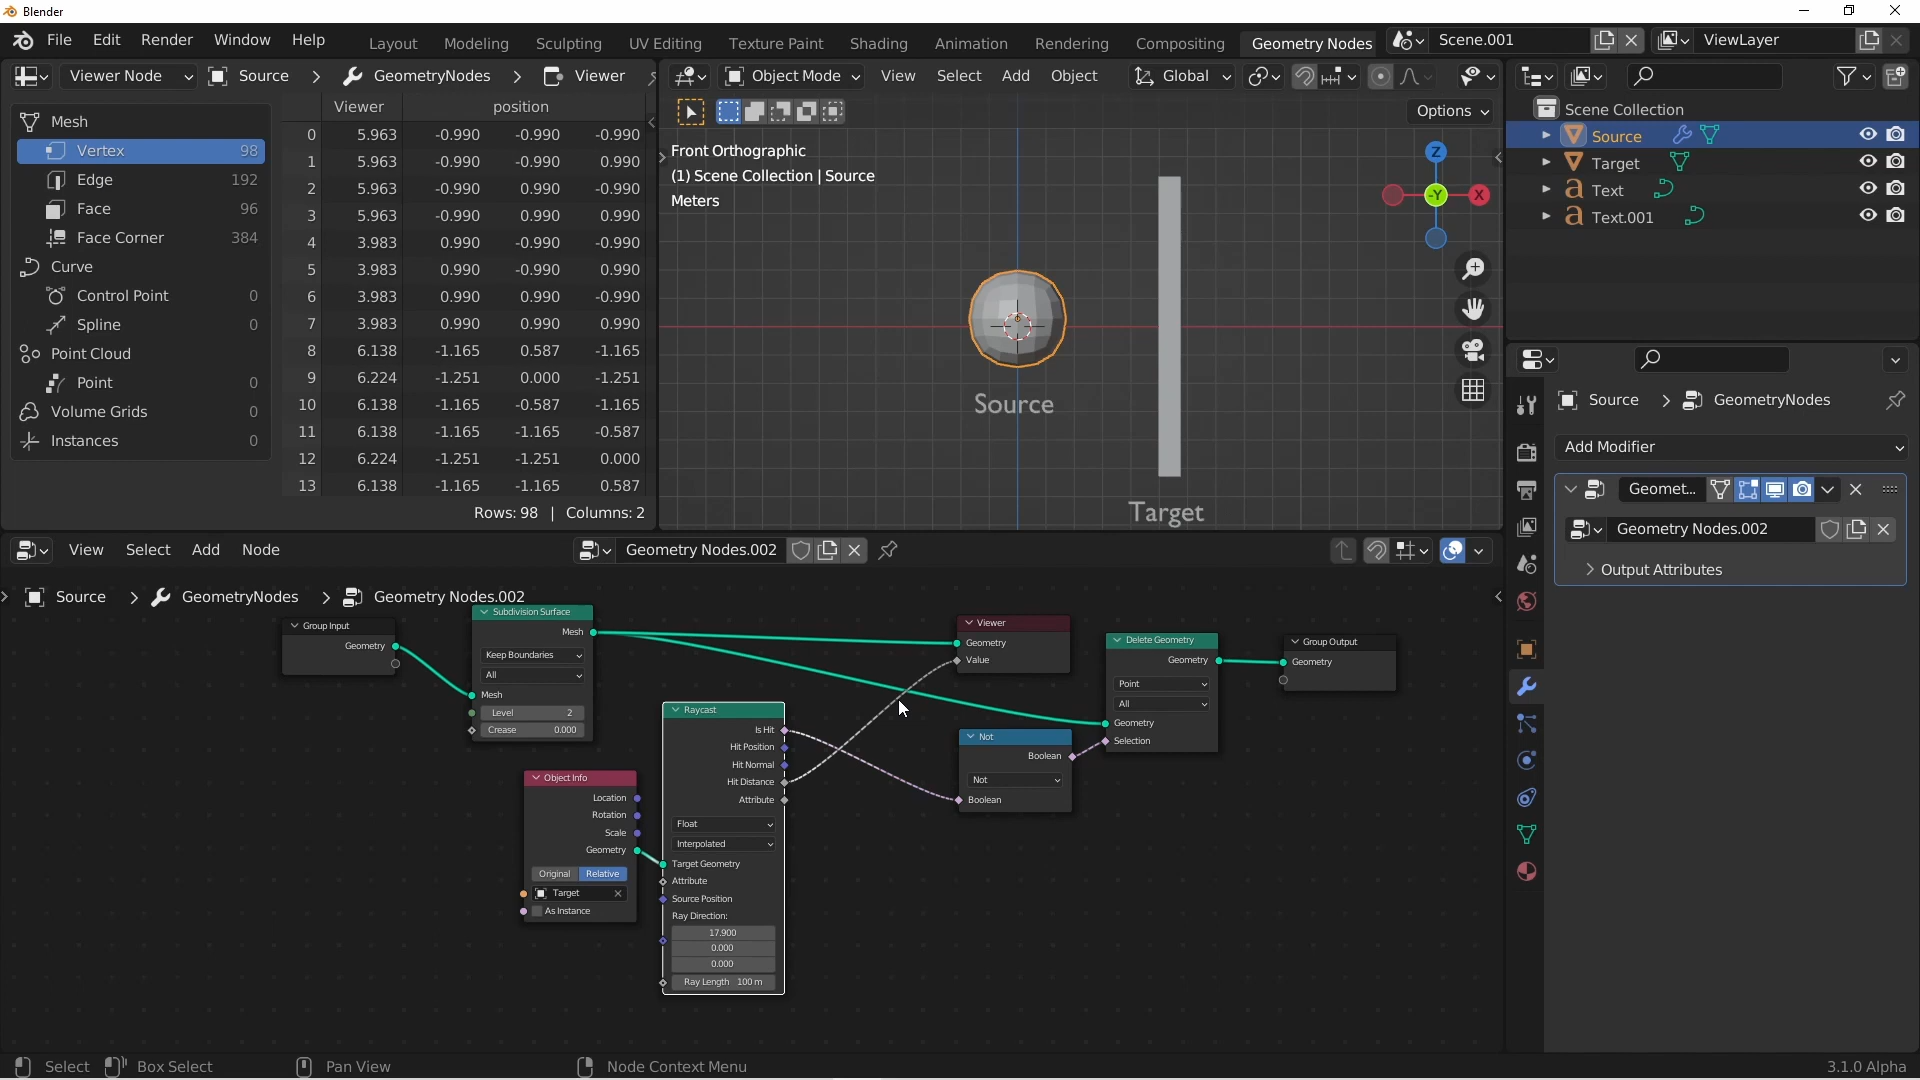 Blender
File Edit Render Window Help
Layout Modeling Sculpting UV Editing Texture Paint Shading Animation Rendering Compositing Geometry Nodes
Scene.001
ViewLayer
Viewer Node Source > GeometryNodes > Viewer
Object Mode View Select Add Object Global
Options
Viewer position
Mesh
Vertex 98
Edge 192
Face 96
Face Corner 384
Curve
Control Point 0
Spline 0
Point Cloud
Point 0
Volume Grids 0
Instances 0
0 5.963 -0.990 -0.990 -0.990
1 5.963 -0.990 -0.990 0.990
2 5.963 -0.990 0.990 -0.990
3 5.963 -0.990 0.990 0.990
4 3.983 0.990 -0.990 -0.990
5 3.983 0.990 -0.990 0.990
6 3.983 0.990 0.990 -0.990
7 3.983 0.990 0.990 0.990
8 6.138 -1.165 0.587 -1.165
9 6.224 -1.251 0.000 -1.251
10 6.138 -1.165 -0.587 -1.165
11 6.138 -1.165 -1.165 -0.587
12 6.224 -1.251 -1.251 0.000
13 6.138 -1.165 -1.165 0.587
Rows: 98 | Columns: 2
Front Orthographic
(1) Scene Collection | Source
Meters
Z
-Y
X
Source
Target
Scene Collection
Source
Target
Text
Text.001
Source > GeometryNodes
Add Modifier
Geomet...
Geometry Nodes.002
Output Attributes
View Select Add Node
Geometry Nodes.002
Source > GeometryNodes > Geometry Nodes.002
Group Input
Geometry
Subdivision Surface
Mesh
Keep Boundaries
All
Mesh
Level 2
Crease 0.000
Object Info
Location
Rotation
Scale
Geometry
Original Relative
Target
As Instance
Raycast
Is Hit
Hit Position
Hit Normal
Hit Distance
Attribute
Float
Interpolated
Target Geometry
Attribute
Source Position
Ray Direction:
17.900
0.000
0.000
Ray Length 100 m
Viewer
Geometry
Value
Not
Boolean
Not
Boolean
Delete Geometry
Geometry
Point
All
Geometry
Selection
Group Output
Geometry
Select Box Select Pan View Node Context Menu
3.1.0 Alpha